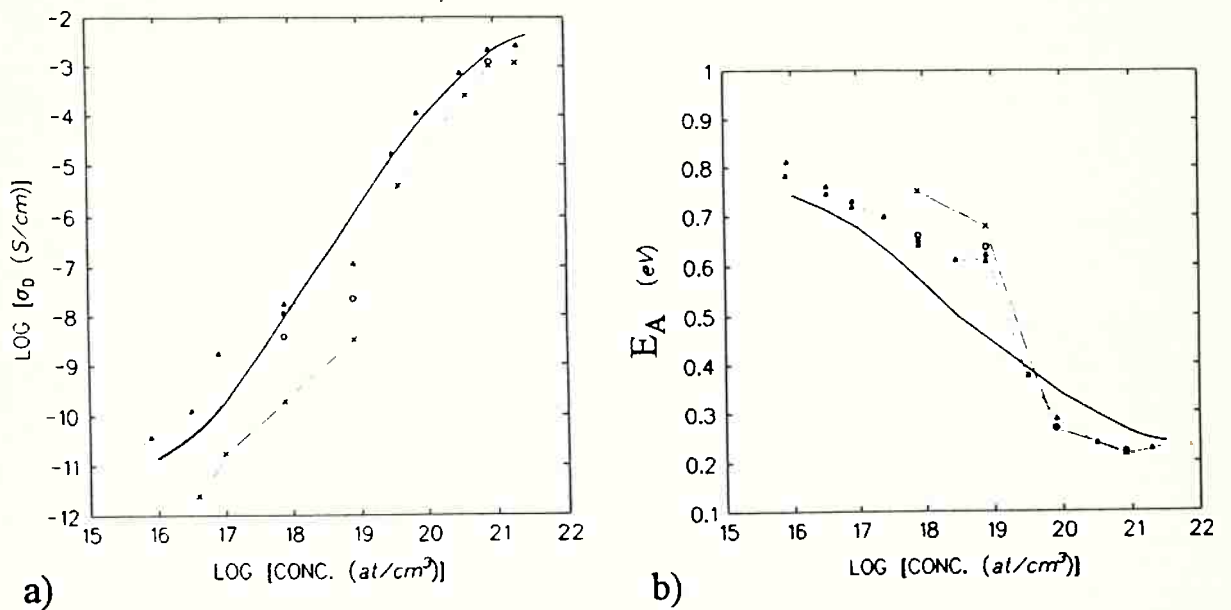 -2
-3
-4
-5
-6
-7
-8
-9
-10
-11
-12
LOG [σD (S/cm)]
15 16 17 18 19 20 21 22
LOG [CONC. (at/cm³)]
a)
1
0.9
0.8
0.7
0.6
0.5
0.4
0.3
0.2
0.1
EA (eV)
15 16 17 18 19 20 21 22
LOG [CONC. (at/cm³)]
b)